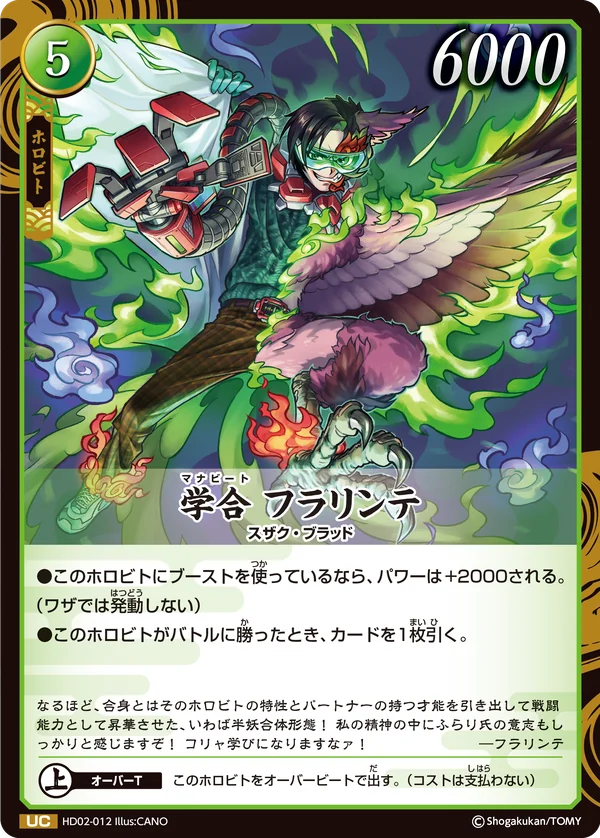 5
6000
ホロビト
マナビート
学合 フラリンテ
スザク・ブラッド
●このホロビトにブーストを使っているなら、パワーは+2000される。
(ワザでは発動しない)
●このホロビトがバトルに勝ったとき、カードを1枚引く。
なるほど、合身とはそのホロビトの特性とパートナーの持つ才能を引き出して戦闘
能力として昇華させた、いわば半妖合体形態! 私の精神の中にふらり氏の意志もし
っかりと感じますぞ! コリャ学びになりますなァ! ―フラリンテ
上 オーバーT このホロビトをオーバービートで出す。(コストは支払わない)
UC HD02-012 Illus:CANO ©Shogakukan/TOMY